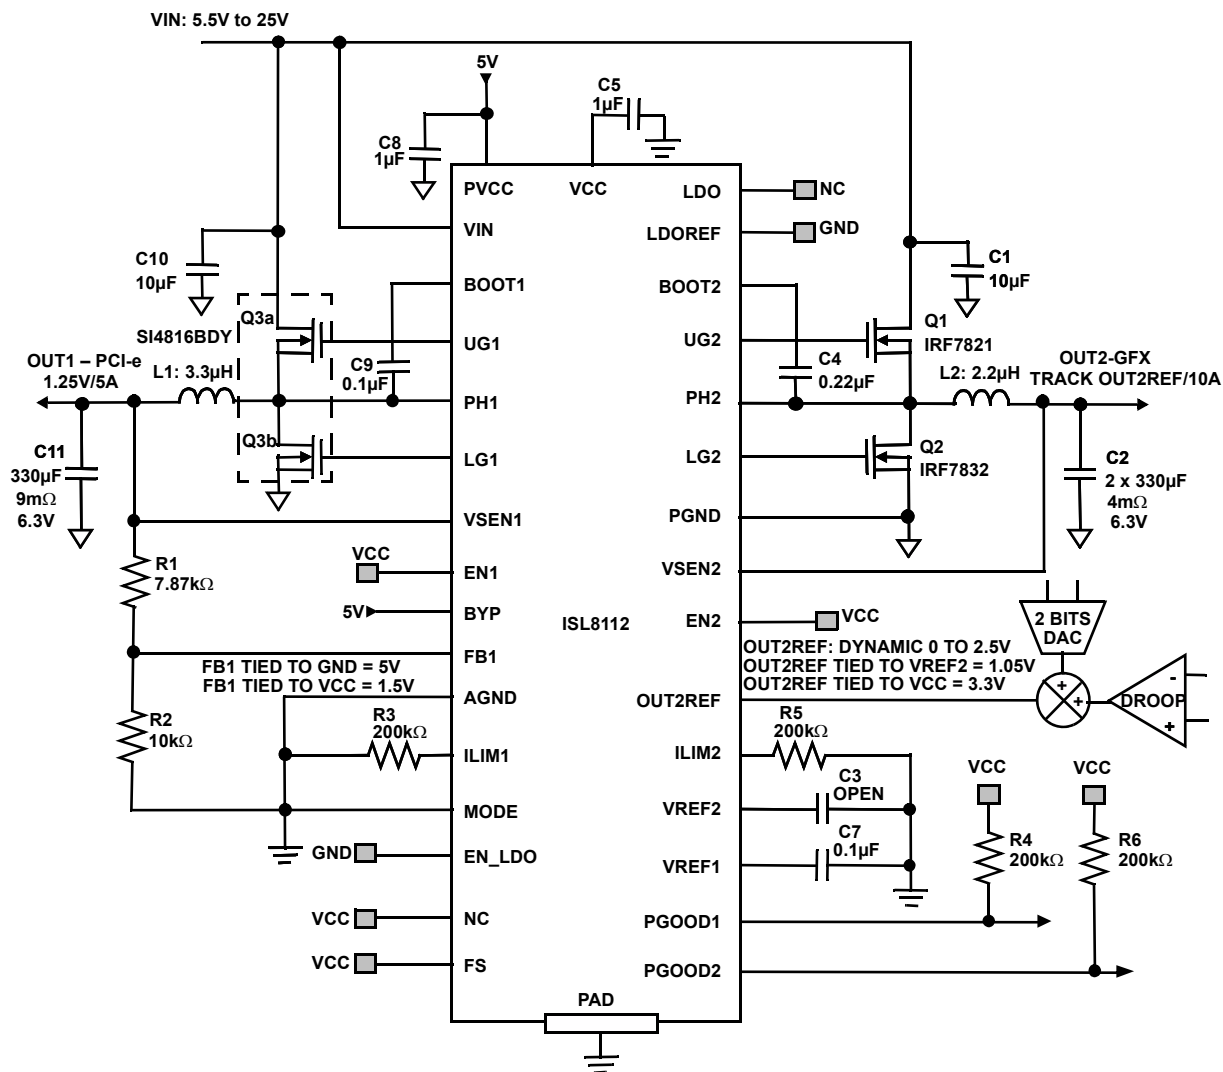 VIN: 5.5V to 25V
5V
C5
1µF
C8
1µF
PVCC
VCC
LDO
NC
VIN
LDOREF
GND
C10
10µF
BOOT1
BOOT2
C1
10µF
Q3a
SI4816BDY
UG1
UG2
Q1
IRF7821
OUT1 – PCI-e
1.25V/5A
L1: 3.3µH
C9
0.1µF
C4
0.22µF
L2: 2.2µH
OUT2-GFX
TRACK OUT2REF/10A
PH1
PH2
Q3b
LG1
LG2
Q2
IRF7832
C11
330µF
9mΩ
6.3V
C2
2 x 330µF
4mΩ
6.3V
VSEN1
PGND
R1
7.87kΩ
VCC
EN1
VSEN2
5V
BYP
ISL8112
EN2
VCC
2 BITS
DAC
FB1
FB1 TIED TO GND = 5V
FB1 TIED TO VCC = 1.5V
OUT2REF: DYNAMIC 0 TO 2.5V
OUT2REF TIED TO VREF2 = 1.05V
OUT2REF TIED TO VCC = 3.3V
AGND
OUT2REF
+
+
-
DROOP
+
R2
10kΩ
R3
200kΩ
ILIM1
R5
200kΩ
ILIM2
MODE
C3
OPEN
VREF2
VCC
VCC
GND
EN_LDO
C7
0.1µF
VREF1
R4
200kΩ
R6
200kΩ
VCC
NC
PGOOD1
VCC
FS
PGOOD2
PAD